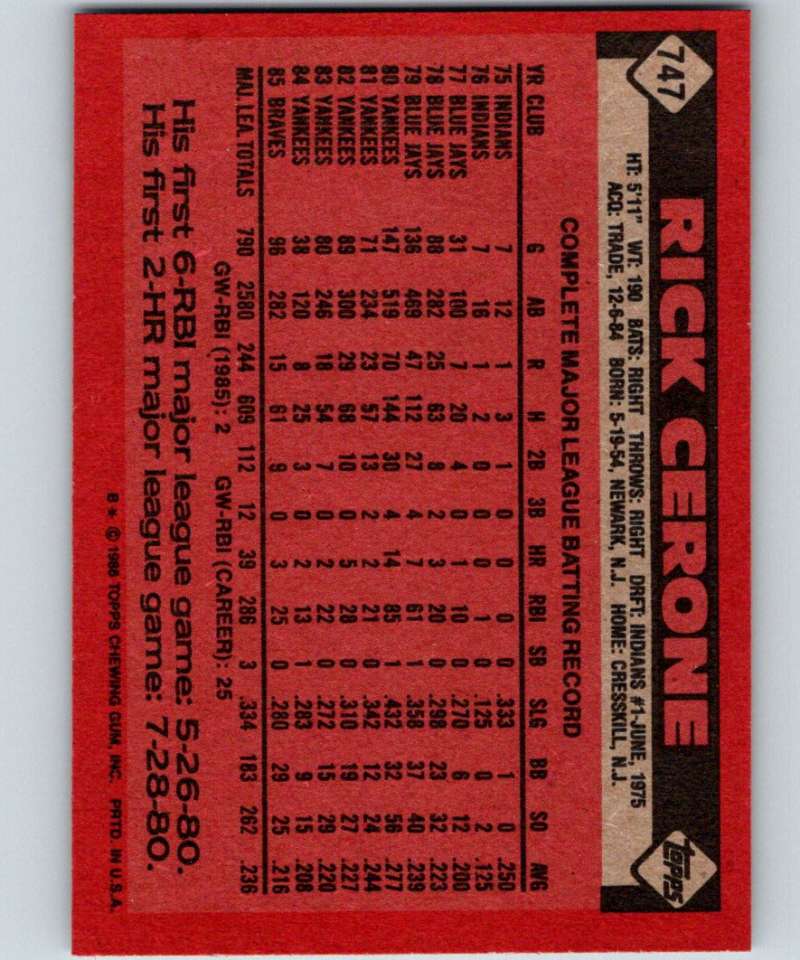 747 RICK CERONE topps
HT: 5'11" WT: 190 BATS: RIGHT THROWS: RIGHT DRFT: INDIANS #1-JUNE, 1975
ACQ: TRADE, 12-6-84 BORN: 5-19-54, NEWARK, N.J. HOME: CRESSKILL, N.J.
COMPLETE MAJOR LEAGUE BATTING RECORD
YR CLUB G AB R H 2B 3B HR RBI SB SLG BB SO AVG
75 INDIANS 7 12 1 3 1 0 0 0 0 .333 1 0 .250
76 INDIANS 7 16 1 2 0 0 0 1 0 .125 0 2 .125
77 BLUE JAYS 31 100 7 20 4 0 1 10 0 .270 6 12 .200
78 BLUE JAYS 88 282 25 63 8 2 3 20 0 .298 23 32 .223
79 BLUE JAYS 136 469 47 112 27 4 7 61 1 .358 37 40 .239
80 YANKEES 147 519 70 144 30 4 14 85 1 .432 32 56 .277
81 YANKEES 71 234 23 57 13 2 2 21 0 .342 12 24 .244
82 YANKEES 89 300 29 68 10 0 5 28 0 .310 19 27 .227
83 YANKEES 80 246 18 54 7 0 2 22 0 .272 15 29 .220
84 YANKEES 38 120 8 25 3 0 2 13 1 .283 9 15 .208
85 BRAVES 96 282 15 61 9 0 3 25 0 .280 29 25 .216
MAJ. LEA. TOTALS 790 2580 244 609 112 12 39 286 3 .334 183 262 .236
GW-RBI (1985): 2 GW-RBI (CAREER): 25
His first 6-RBI major league game: 5-26-80.
His first 2-HR major league game: 7-28-80.
B* © 1986 TOPPS CHEWING GUM, INC. PRTD. IN U.S.A.